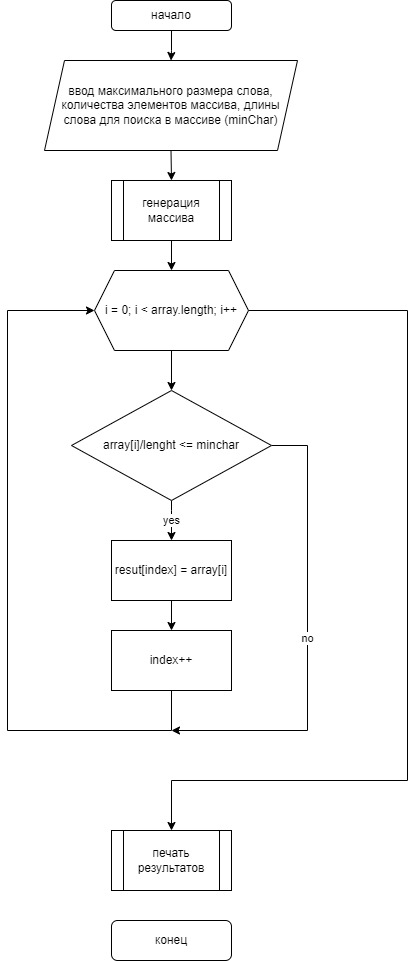 начало
ввод максимального размера слова,
количества элементов массива, длины
слова для поиска в массиве (minChar)
генерация
массива
i = 0; i < array.length; i++
array[i]/lenght <= minchar
yes
resut[index] = array[i]
no
index++
печать
результатов
конец